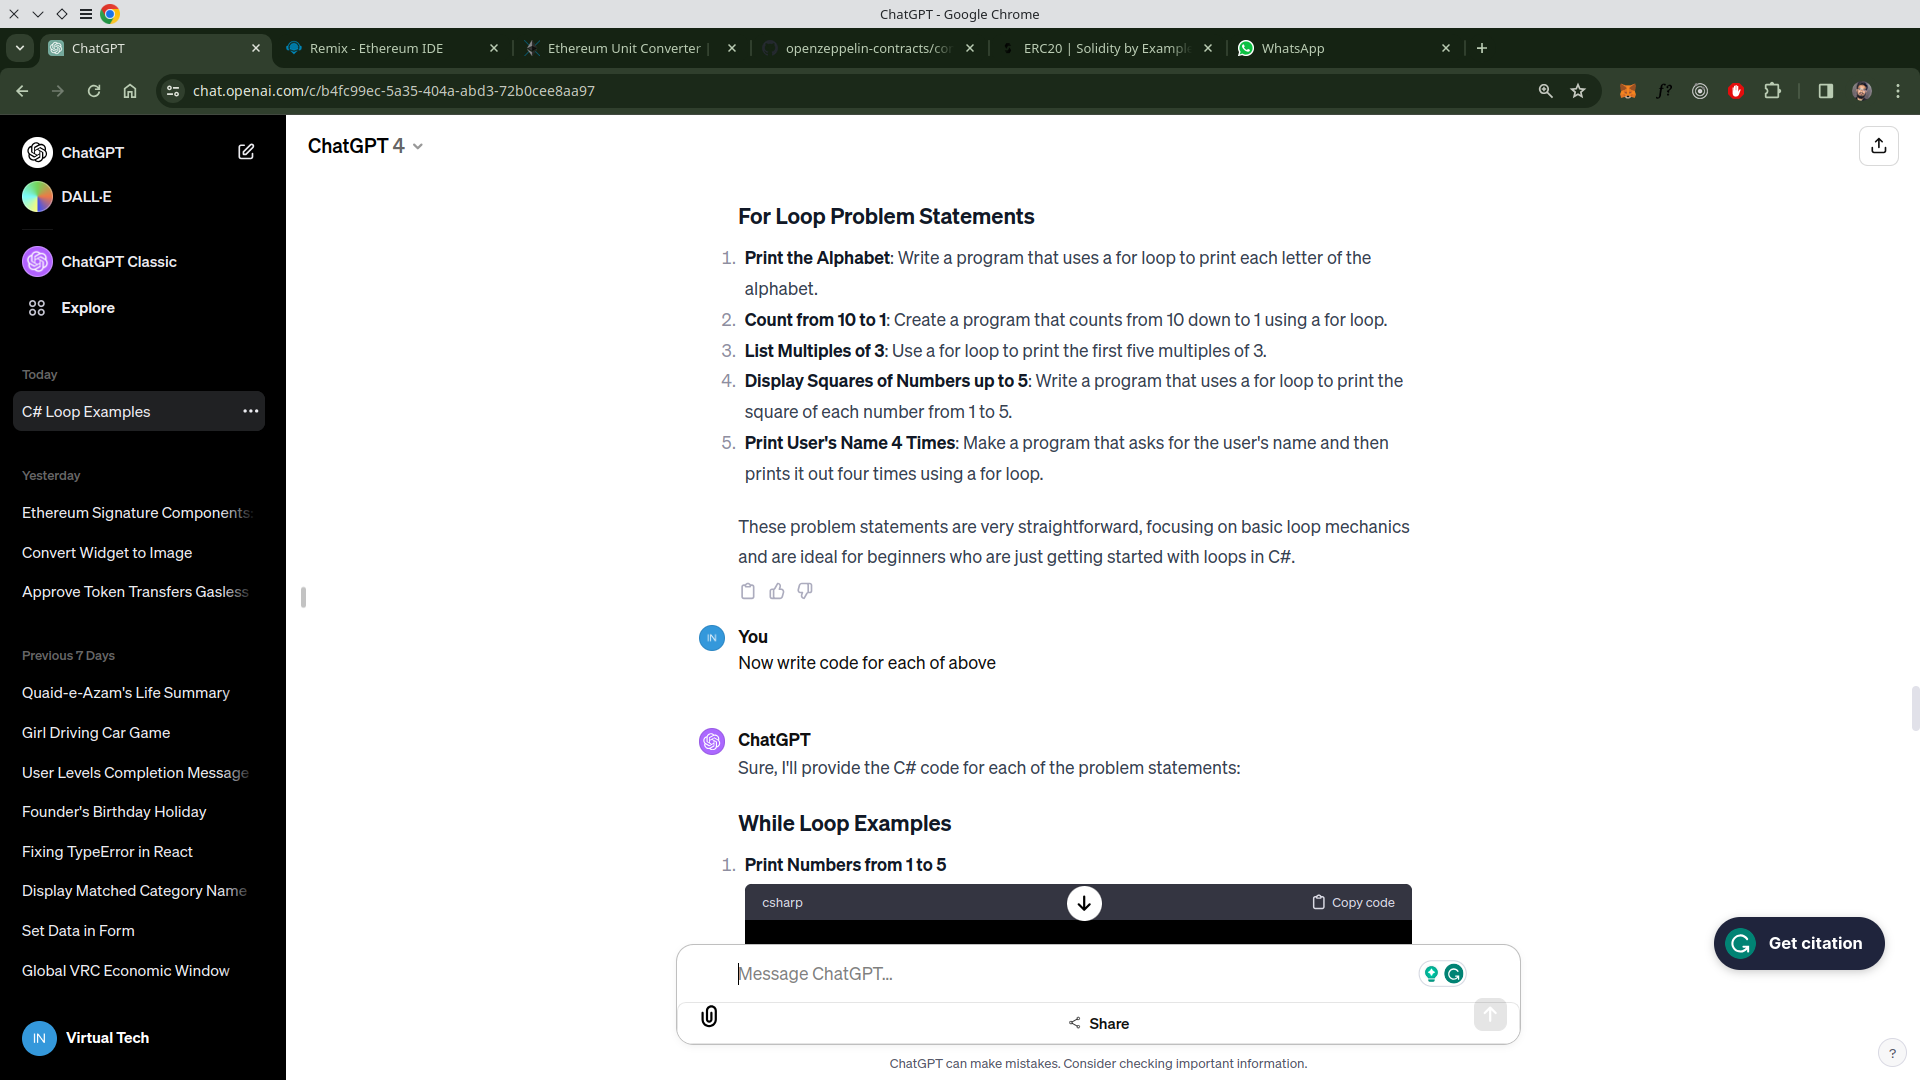 ChatGPT - Google Chrome
ChatGPT
Remix - Ethereum IDE
Ethereum Unit Converter |
openzeppelin-contracts/cor
ERC20 | Solidity by Example
WhatsApp
chat.openai.com/c/b4fc99ec-5a35-404a-abd3-72b0cee8aa97
f?
ChatGPT
DALL·E
ChatGPT Classic
Explore
Today
C# Loop Examples
Yesterday
Ethereum Signature Components:
Convert Widget to Image
Approve Token Transfers Gasless
Previous 7 Days
Quaid-e-Azam's Life Summary
Girl Driving Car Game
User Levels Completion Message
Founder's Birthday Holiday
Fixing TypeError in React
Display Matched Category Name
Set Data in Form
Global VRC Economic Window
IN Virtual Tech
ChatGPT 4
For Loop Problem Statements
1. Print the Alphabet: Write a program that uses a for loop to print each letter of the
alphabet.
2. Count from 10 to 1: Create a program that counts from 10 down to 1 using a for loop.
3. List Multiples of 3: Use a for loop to print the first five multiples of 3.
4. Display Squares of Numbers up to 5: Write a program that uses a for loop to print the
square of each number from 1 to 5.
5. Print User's Name 4 Times: Make a program that asks for the user's name and then
prints it out four times using a for loop.
These problem statements are very straightforward, focusing on basic loop mechanics
and are ideal for beginners who are just getting started with loops in C#.
IN You
Now write code for each of above
ChatGPT
Sure, I'll provide the C# code for each of the problem statements:
While Loop Examples
1. Print Numbers from 1 to 5
csharp Copy code
Get citation
Message ChatGPT...
Share
ChatGPT can make mistakes. Consider checking important information.
?